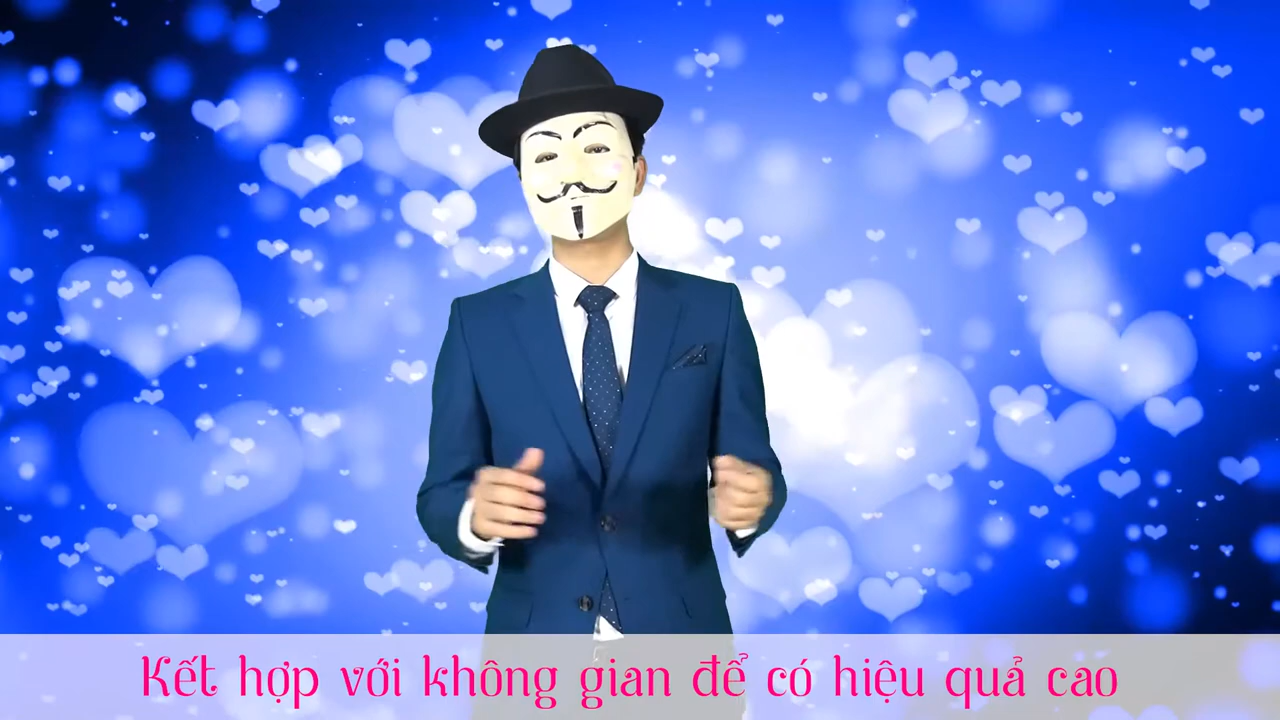 Kết hợp với không gian để có hiệu quả cao